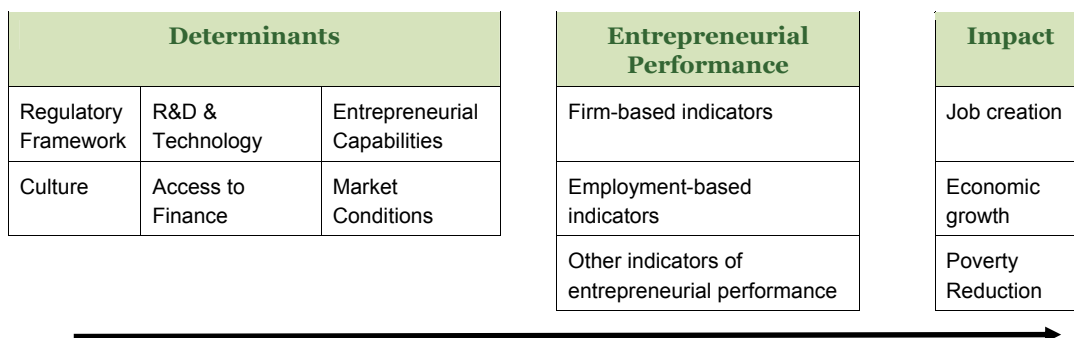 Determinants
Regulatory
Framework
R&D &
Technology
Entrepreneurial
Capabilities
Culture
Access to
Finance
Market
Conditions
Entrepreneurial
Performance
Firm-based indicators
Employment-based
indicators
Other indicators of
entrepreneurial performance
Impact
Job creation
Economic
growth
Poverty
Reduction